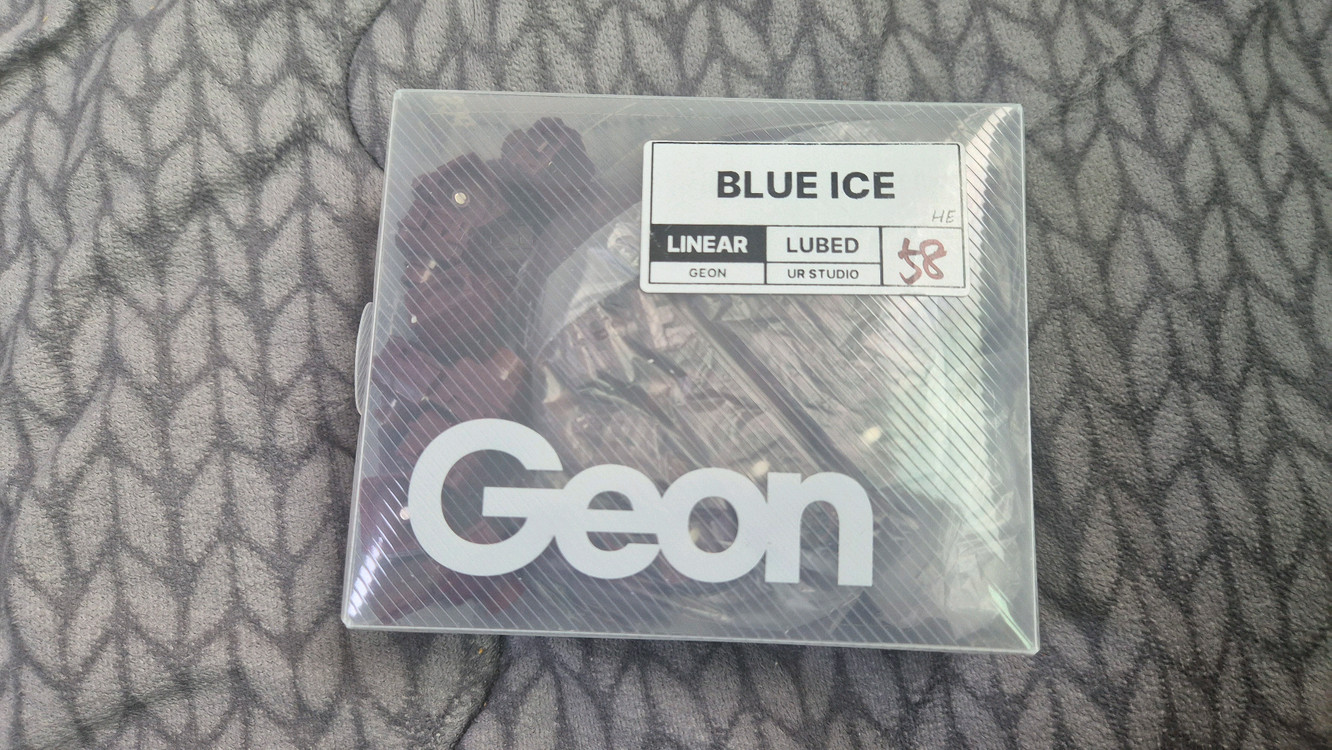 BLUE ICE
HE
LINEAR
LUBED
58
GEON
UR STUDIO
Geon